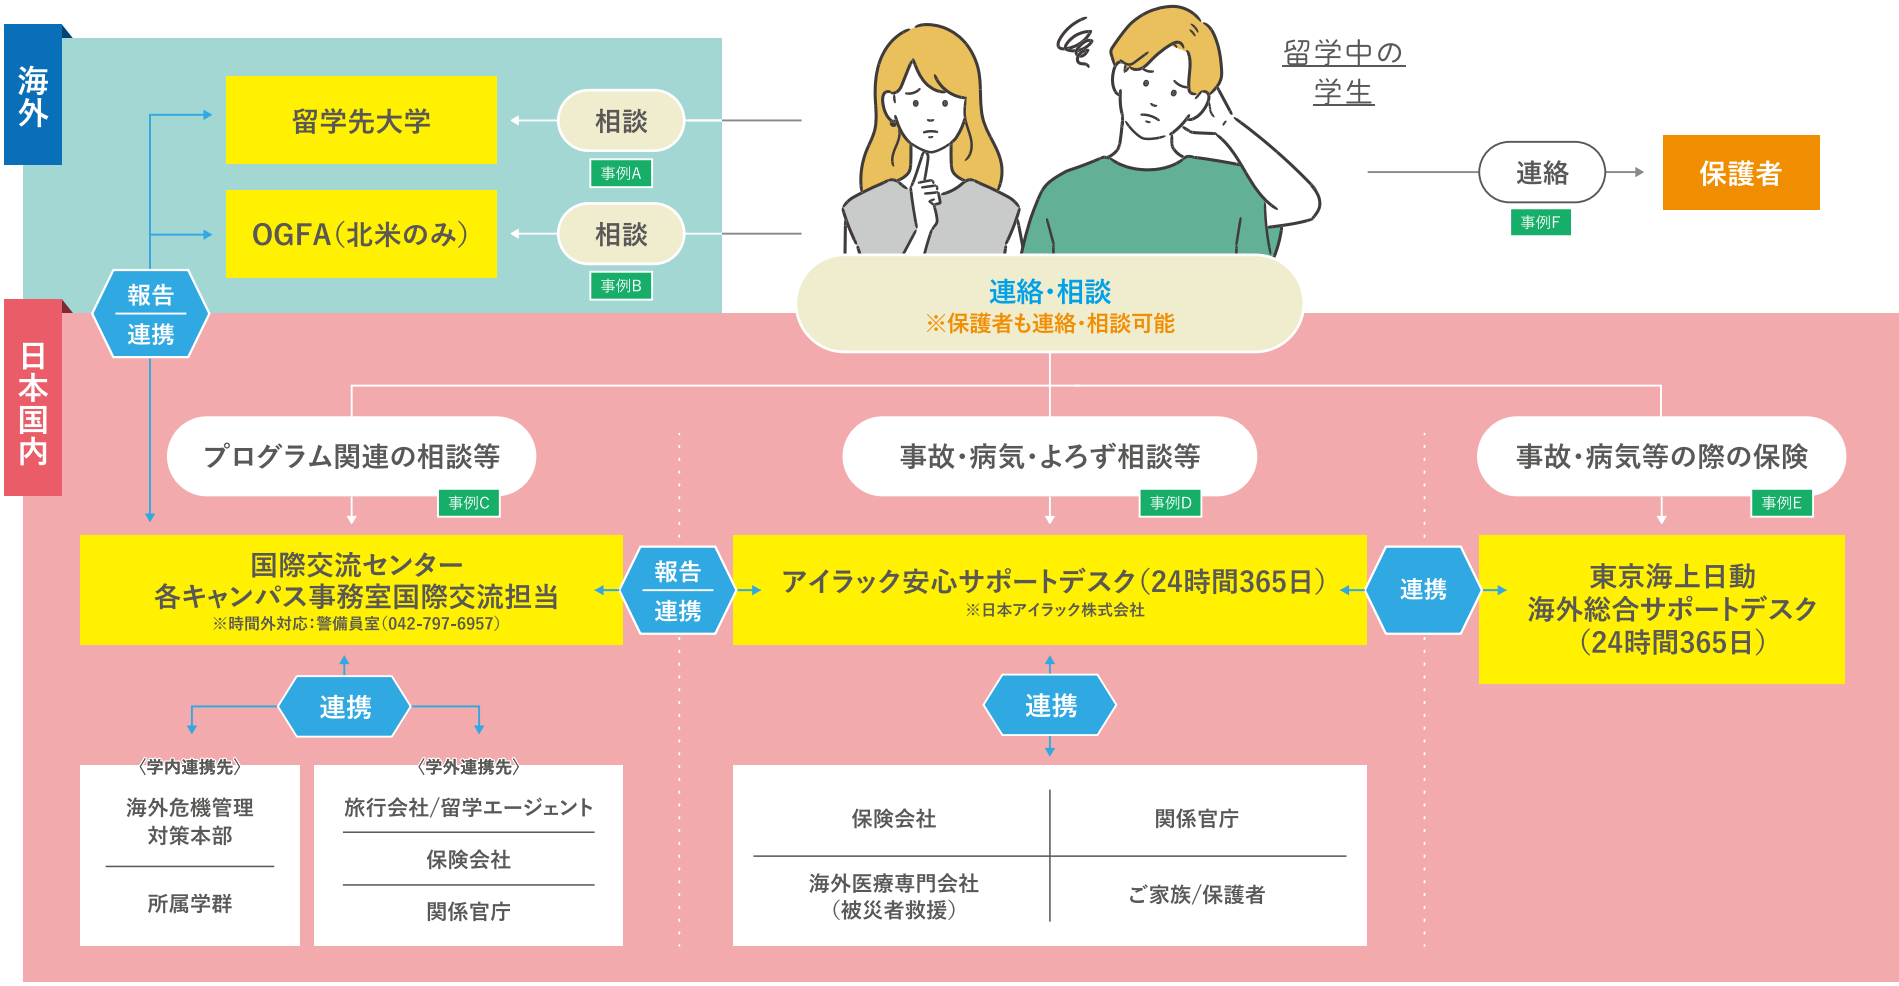 海外
留学先大学
相談
事例A
OGFA（北米のみ）
相談
事例B
留学中の
学生
連絡
事例F
保護者
報告
連携
連絡・相談
※保護者も連絡・相談可能
日本国内
プログラム関連の相談等
事例C
事故・病気・よろず相談等
事例D
事故・病気等の際の保険
事例E
国際交流センター
各キャンパス事務室国際交流担当
※時間外対応：警備員室（042-797-6957）
報告
連携
アイラック安心サポートデスク（24時間365日）
※日本アイラック株式会社
連携
東京海上日動
海外総合サポートデスク
（24時間365日）
連携
〈学内連携先〉
海外危機管理
対策本部
所属学群
〈学外連携先〉
旅行会社/留学エージェント
保険会社
関係官庁
連携
保険会社
関係官庁
海外医療専門会社
（被災者救援）
ご家族/保護者